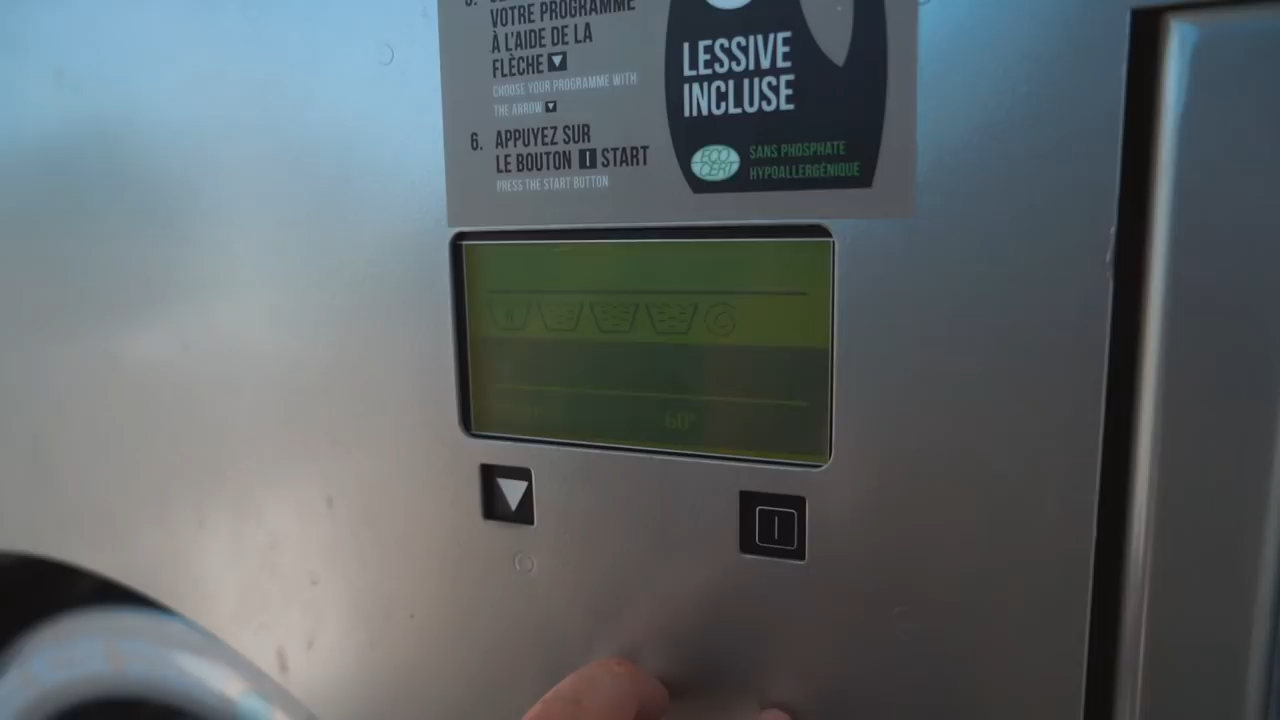 VOTRE PROGRAMME
À L'AIDE DE LA
FLÈCHE
CHOOSE YOUR PROGRAMME WITH
THE ARROW
6. APPUYEZ SUR
LE BOUTON I START
PRESS THE START BUTTON
LESSIVE
INCLUSE
ECO
CERT
SANS PHOSPHATE
HYPOALLERGÉNIQUE
60°